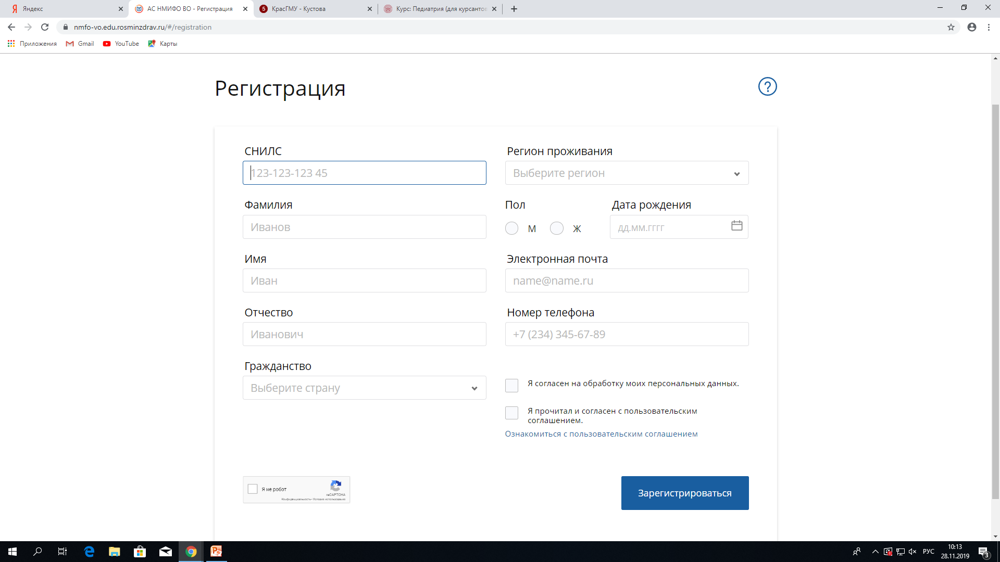 Яндекс
АС НМИФО ВО - Регистрация
КрасГМУ - Кустова
Курс: Педиатрия (для курсантов
nmfo-vo.edu.rosminzdrav.ru/#/registration
Приложения
Gmail
YouTube
Карты
Регистрация
?
СНИЛС
Регион проживания
123-123-123 45
Выберите регион
Фамилия
Пол
Дата рождения
Иванов
М
Ж
ДД.ММ.ГГГГ
Имя
Электронная почта
Иван
name@name.ru
Отчество
Номер телефона
Иванович
+7 (234) 345-67-89
Гражданство
Выберите страну
Я согласен на обработку моих персональных данных.
Я прочитал и согласен с пользовательским
соглашением.
Ознакомиться с пользовательским соглашением
Я не робот
reCAPTCHA
Конфиденциальность - Условия использования
Зарегистрироваться
РУС
10:13
28.11.2019
3